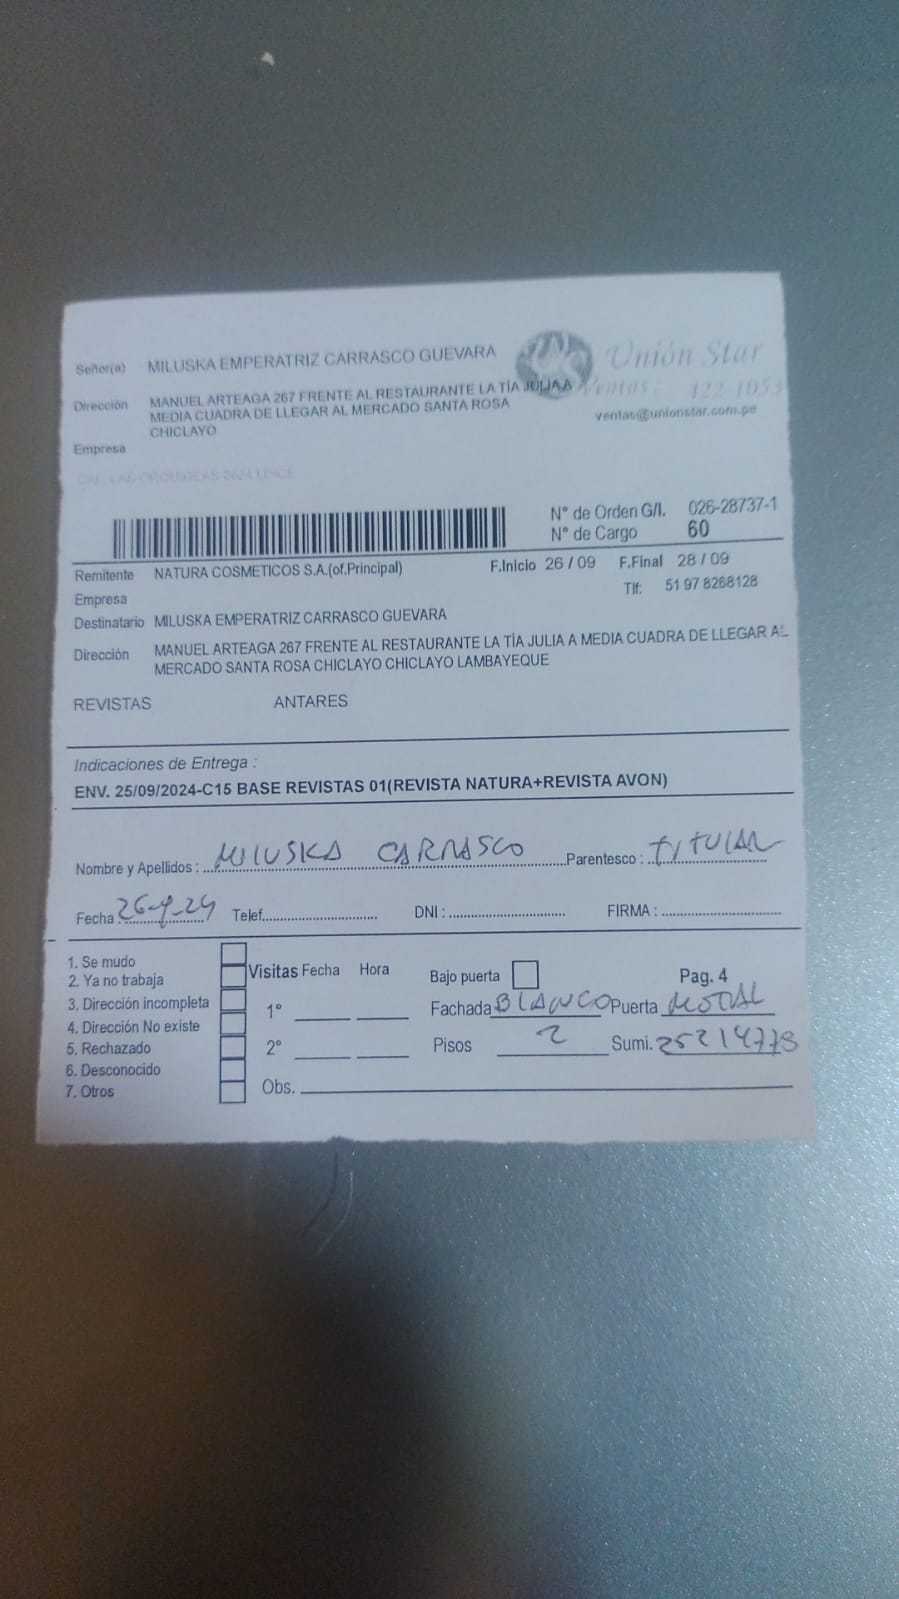 Señor(a) MILUSKA EMPERATRIZ CARRASCO GUEVARA
Unión Star
Dirección MANUEL ARTEAGA 267 FRENTE AL RESTAURANTE LA TÍA JULIA A
MEDIA CUADRA DE LLEGAR AL MERCADO SANTA ROSA
CHICLAYO
Ventas: 422-1053
ventas@unionstar.com.pe
Empresa
N° de Orden G/I. 026-28737-1
N° de Cargo 60
Remitente NATURA COSMETICOS S.A.(of.Principal) F.Inicio 26 / 09 F.Final 28 / 09
Empresa Tlf: 51 97 8268128
Destinatario MILUSKA EMPERATRIZ CARRASCO GUEVARA
Dirección MANUEL ARTEAGA 267 FRENTE AL RESTAURANTE LA TÍA JULIA A MEDIA CUADRA DE LLEGAR AL
MERCADO SANTA ROSA CHICLAYO CHICLAYO LAMBAYEQUE
REVISTAS ANTARES
Indicaciones de Entrega :
ENV. 25/09/2024-C15 BASE REVISTAS 01(REVISTA NATURA+REVISTA AVON)
Nombre y Apellidos : MILUSKA CARRASCO Parentesco : TITULAR
Fecha 26-9-24 Telef. DNI : FIRMA :
1. Se mudo
2. Ya no trabaja
3. Dirección incompleta
4. Dirección No existe
5. Rechazado
6. Desconocido
7. Otros
Visitas Fecha Hora
1°
2°
Obs.
Bajo puerta Pag. 4
Fachada BLANCO Puerta METAL
Pisos 2 Sumi. 25214778